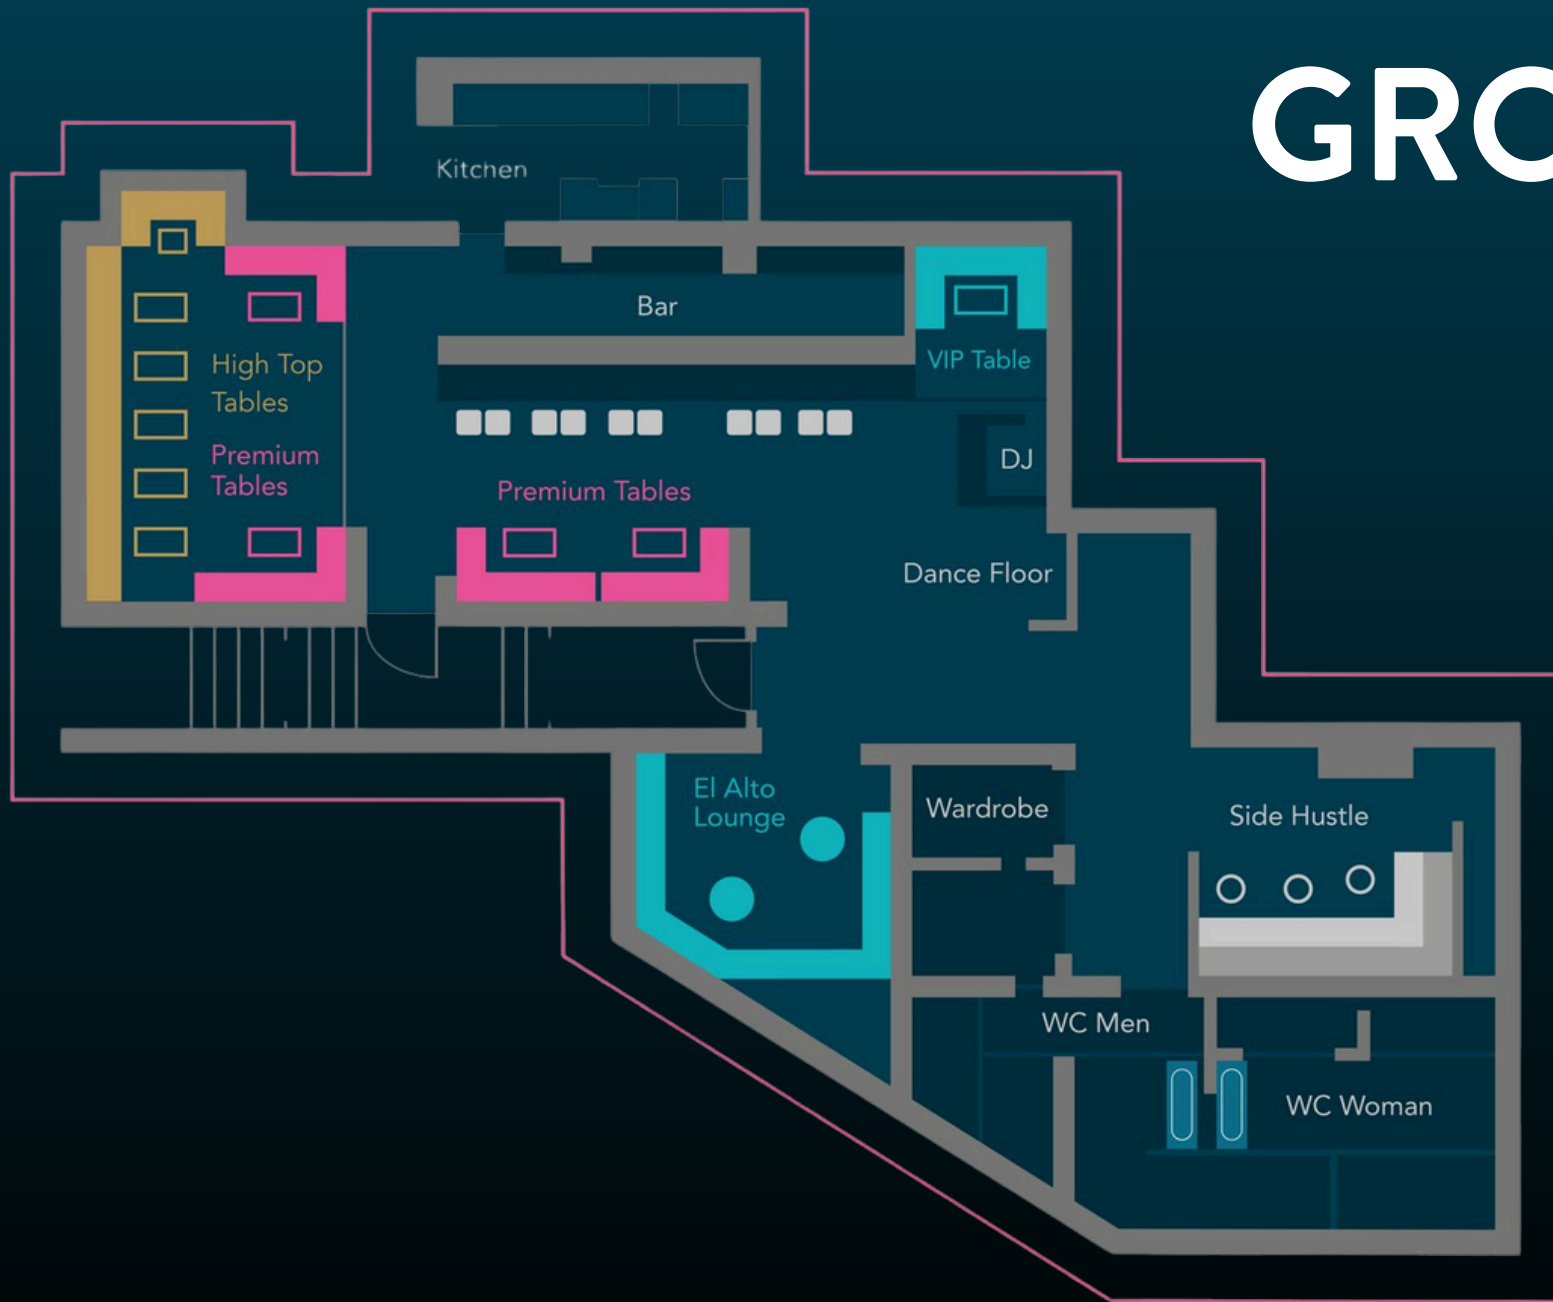 GRO
Kitchen
Bar
High Top
Tables
Premium
Tables
VIP Table
DJ
Premium Tables
Dance Floor
El Alto
Lounge
Wardrobe
Side Hustle
WC Men
WC Woman